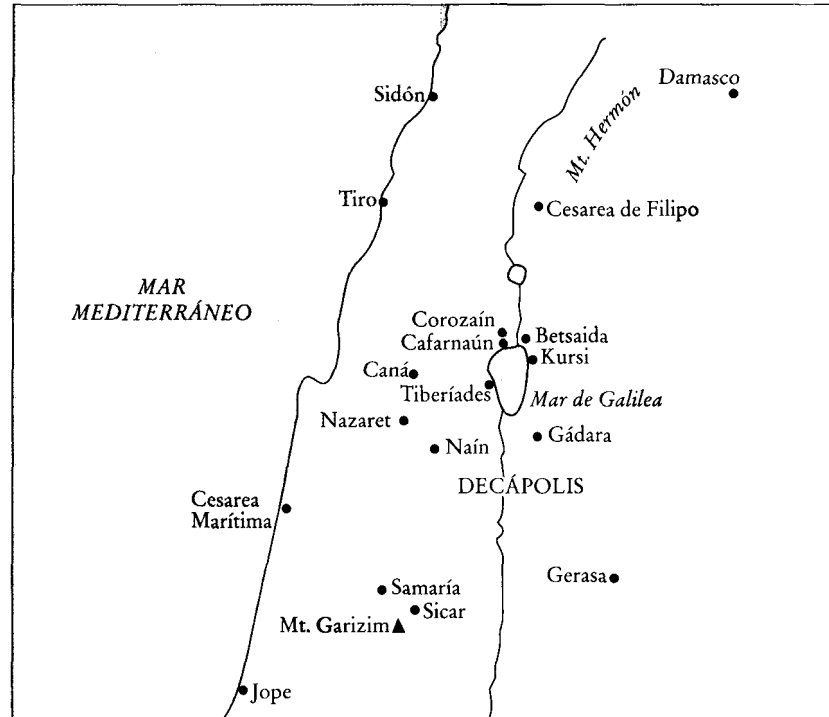 Damasco
Sidón
Mt. Hermón
Tiro
Cesarea de Filipo
MAR
MEDITERRÁNEO
Corozaín
Betsaida
Cafarnaún
Kursi
Caná
Tiberíades
Mar de Galilea
Nazaret
Gádara
Naín
DECÁPOLIS
Cesarea
Marítima
Gerasa
Samaría
Sicar
Mt. Garizim
Jope